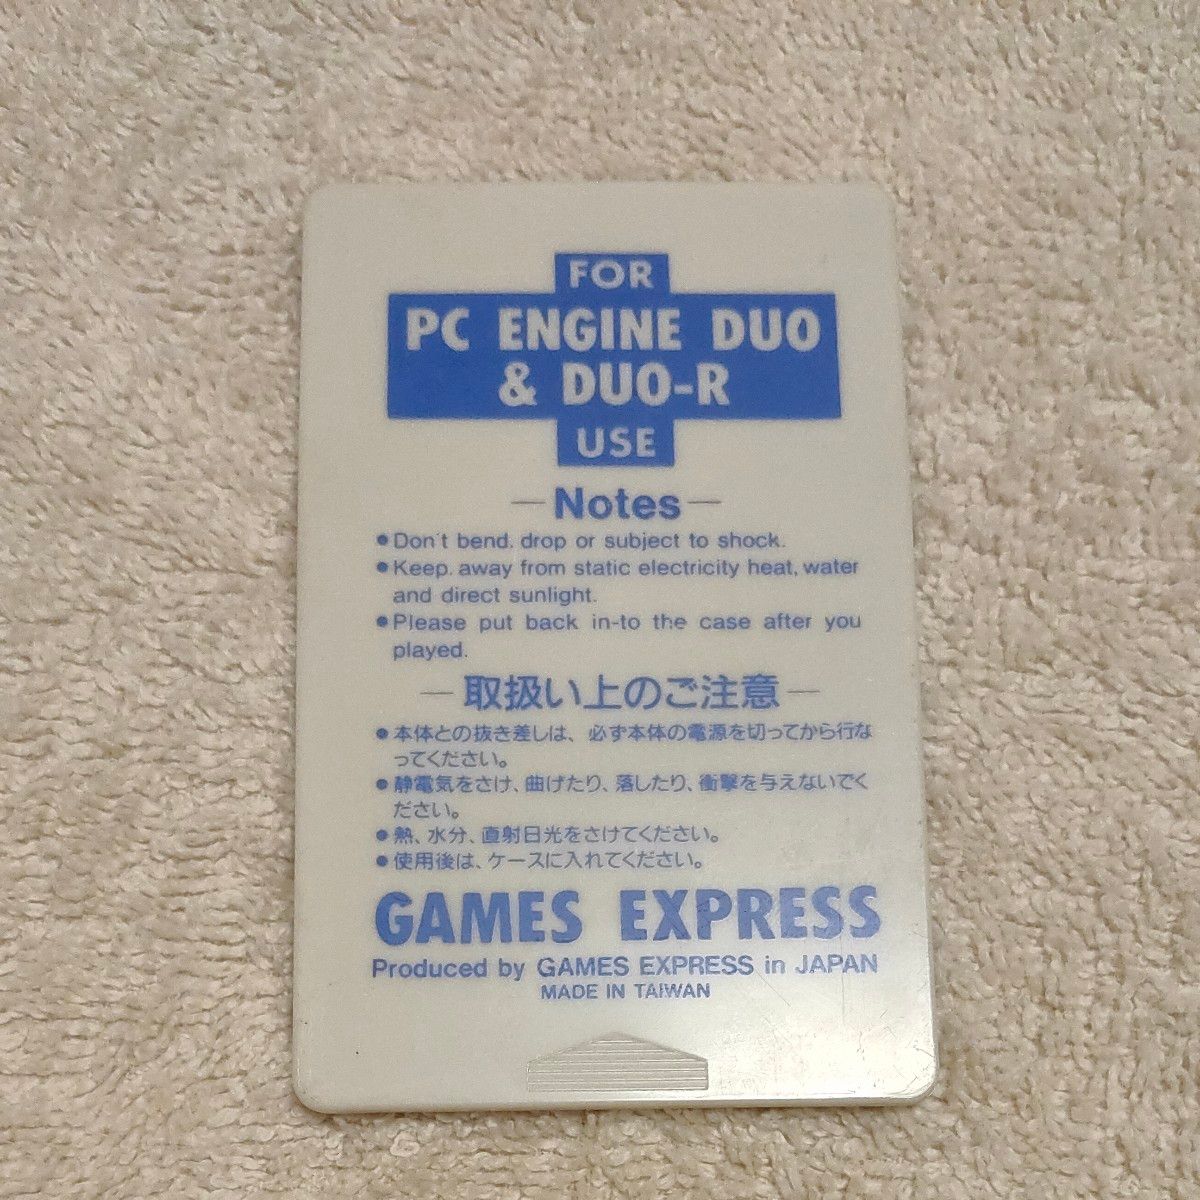 FOR
PC ENGINE DUO
& DUO-R
USE
— Notes —
●Don't bend. drop or subject to shock.
●Keep. away from static electricity heat, water
and direct sunlight.
●Please put back in-to the case after you
played.
— 取扱い上のご注意 —
●本体との抜き差しは、必ず本体の電源を切ってから行な
ってください。
●静電気をさけ、曲げたり、落したり、衝撃を与えないでく
ださい。
●熱、水分、直射日光をさけてください。
●使用後は、ケースに入れてください。
GAMES EXPRESS
Produced by GAMES EXPRESS in JAPAN
MADE IN TAIWAN